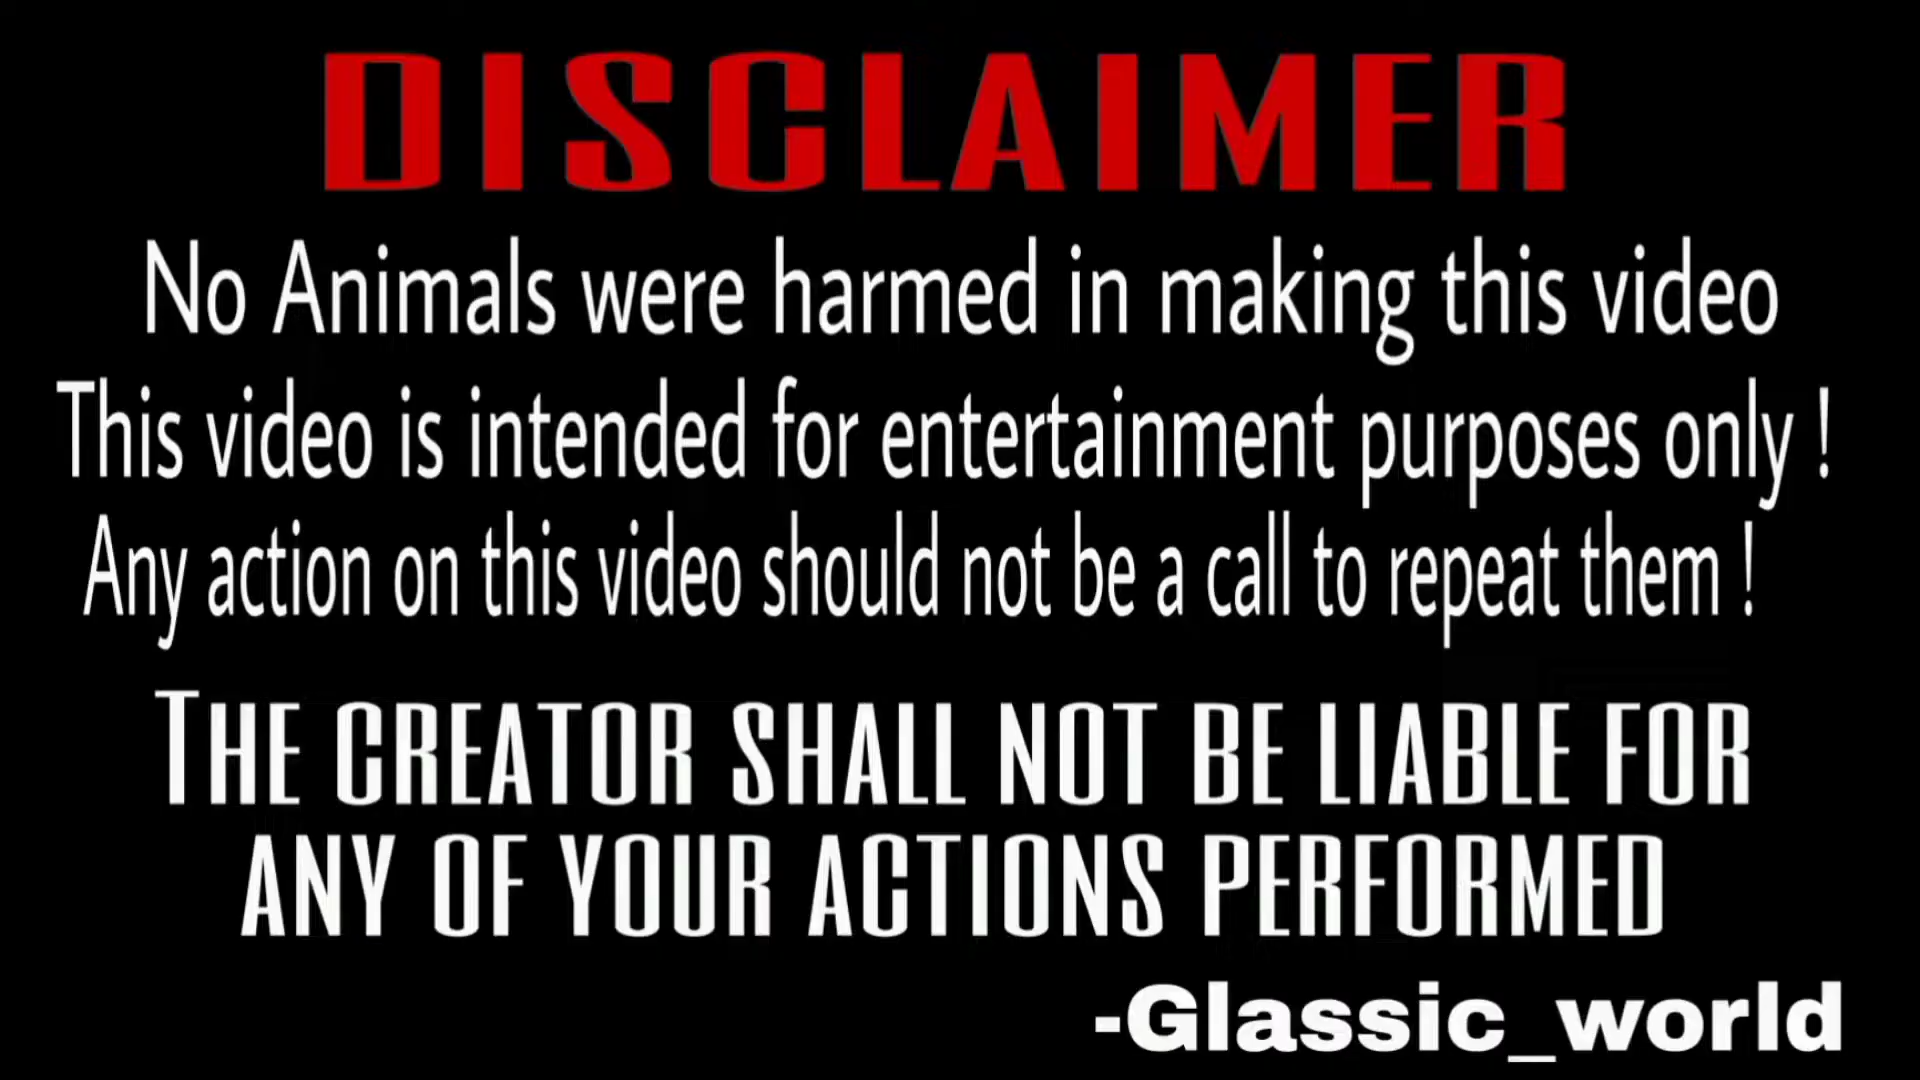 DISCLAIMER
No Animals were harmed in making this video
This video is intended for entertainment purposes only !
Any action on this video should not be a call to repeat them !
THE CREATOR SHALL NOT BE LIABLE FOR
ANY OF YOUR ACTIONS PERFORMED
-Glassic_world